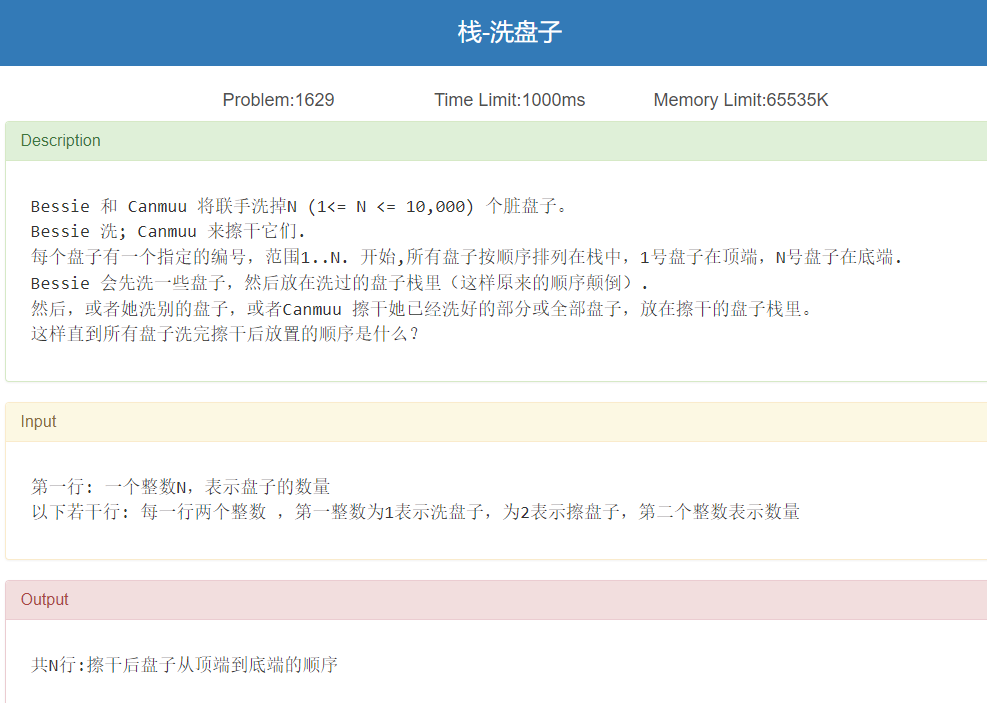 栈-洗盘子
Problem:1629 Time Limit:1000ms Memory Limit:65535K
Description
Bessie 和 Canmuu 将联手洗掉N (1<= N <= 10,000) 个脏盘子。
Bessie 洗; Canmuu 来擦干它们.
每个盘子有一个指定的编号，范围1..N. 开始,所有盘子按顺序排列在栈中，1号盘子在顶端，N号盘子在底端.
Bessie 会先洗一些盘子，然后放在洗过的盘子栈里（这样原来的顺序颠倒）.
然后，或者她洗别的盘子，或者Canmuu 擦干她已经洗好的部分或全部盘子，放在擦干的盘子栈里。
这样直到所有盘子洗完擦干后放置的顺序是什么？
Input
第一行: 一个整数N，表示盘子的数量
以下若干行: 每一行两个整数 ，第一整数为1表示洗盘子，为2表示擦盘子，第二个整数表示数量
Output
共N行:擦干后盘子从顶端到底端的顺序